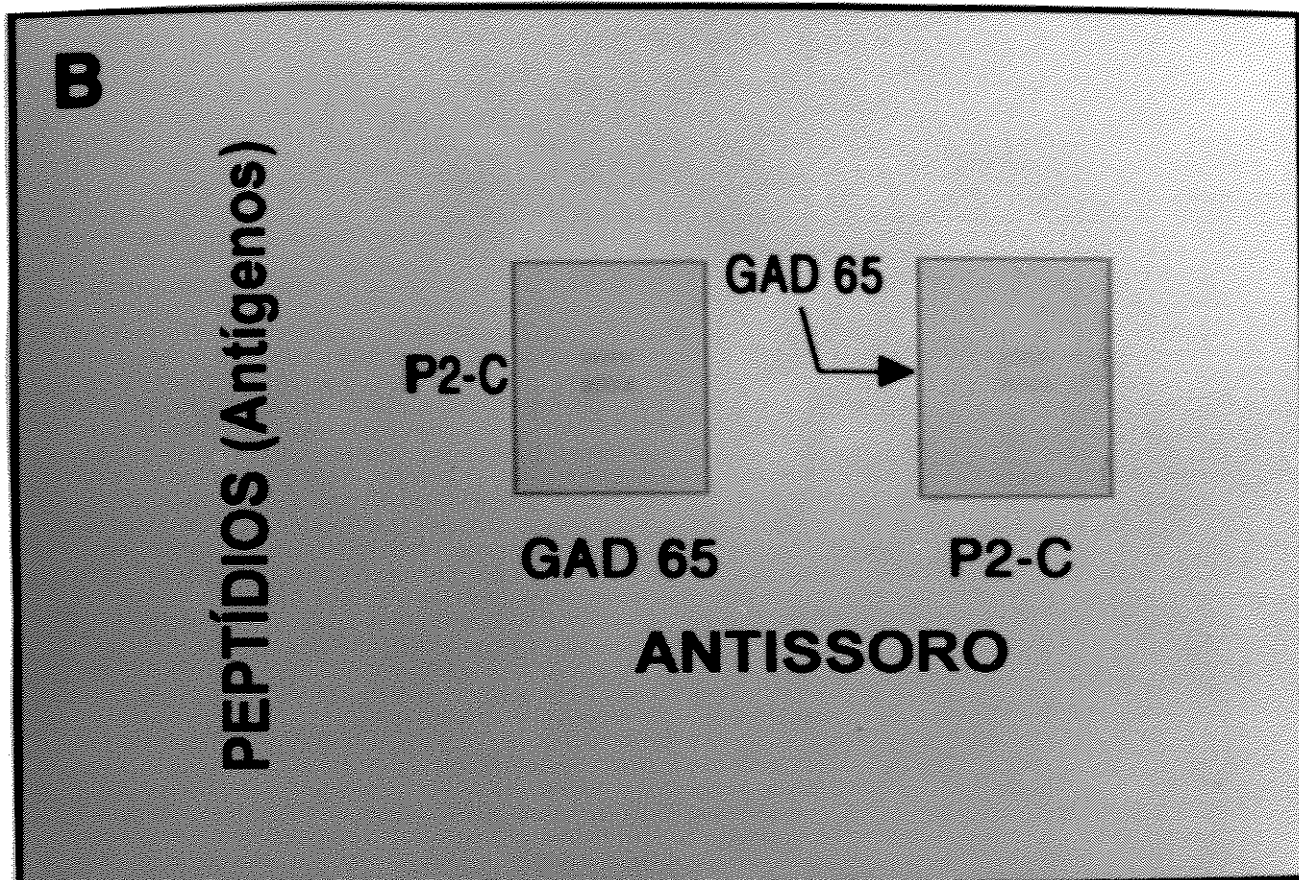 B
PEPTÍDIOS (Antígenos)
GAD 65
P2-C
GAD 65
P2-C
ANTISSORO